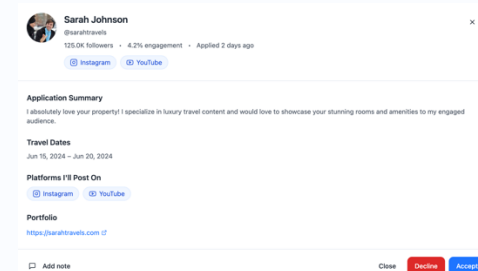 Sarah Johnson
@sarahtravels
125.0K followers • 4.2% engagement • Applied 2 days ago
Instagram YouTube
Application Summary
I absolutely love your property! I specialize in luxury travel content and would love to showcase your stunning rooms and amenities to my engaged
audience.
Travel Dates
Jun 15, 2024 – Jun 20, 2024
Platforms I'll Post On
Instagram YouTube
Portfolio
https://sarahtravels.com
Add note Close Decline Accept